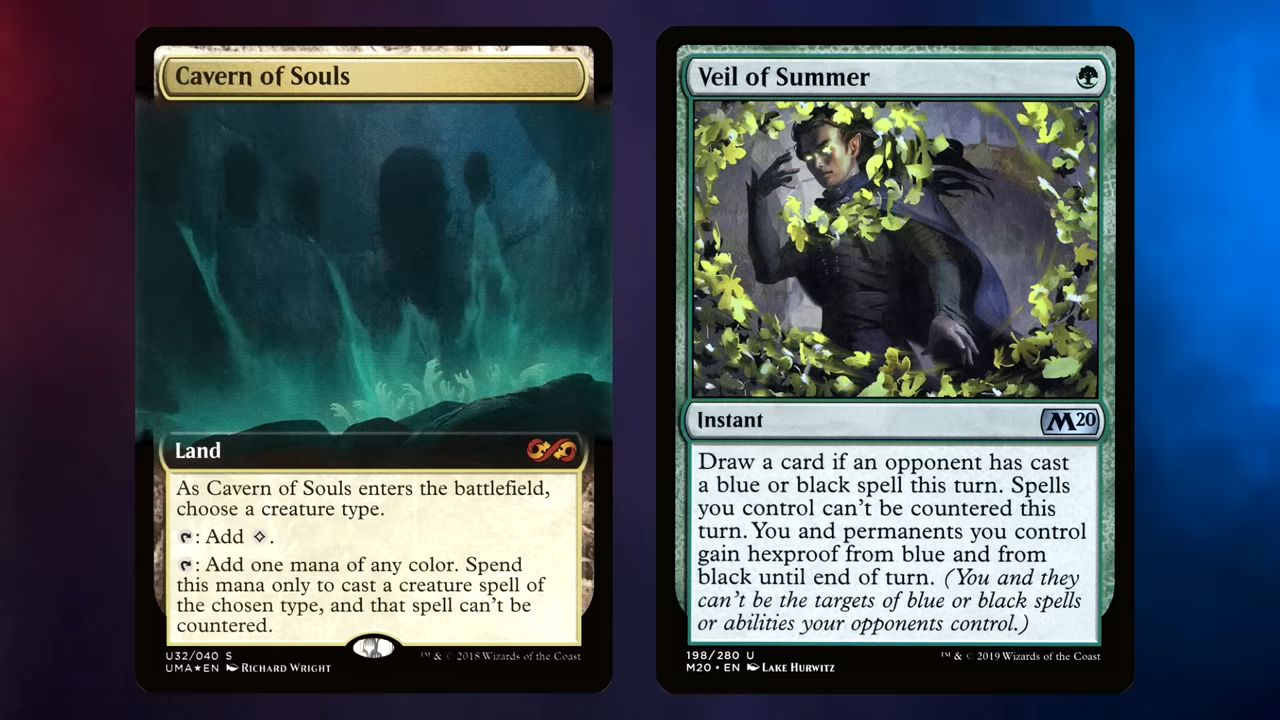 Cavern of Souls
Land
As Cavern of Souls enters the battlefield,
choose a creature type.
: Add .
: Add one mana of any color. Spend
this mana only to cast a creature spell of
the chosen type, and that spell can't be
countered.
U32/040 S
UMA★EN Richard Wright
™ & © 2018 Wizards of the Coast
Veil of Summer
Instant
M20
Draw a card if an opponent has cast
a blue or black spell this turn. Spells
you control can't be countered this
turn. You and permanents you control
gain hexproof from blue and from
black until end of turn. (You and they
can't be the targets of blue or black spells
or abilities your opponents control.)
198/280 U
M20 • EN Lake Hurwitz
™ & © 2019 Wizards of the Coast